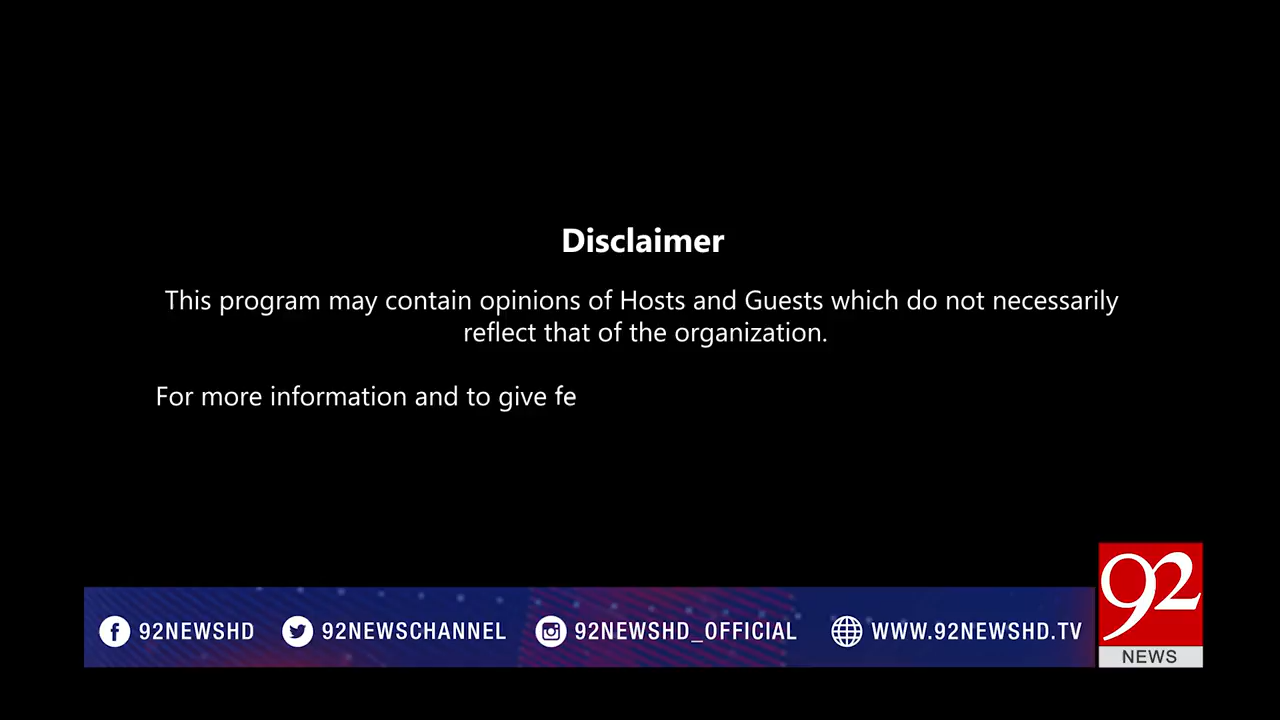 Disclaimer
This program may contain opinions of Hosts and Guests which do not necessarily
reflect that of the organization.
For more information and to give fe
92NEWSHD 92NEWSCHANNEL 92NEWSHD_OFFICIAL WWW.92NEWSHD.TV
92
NEWS